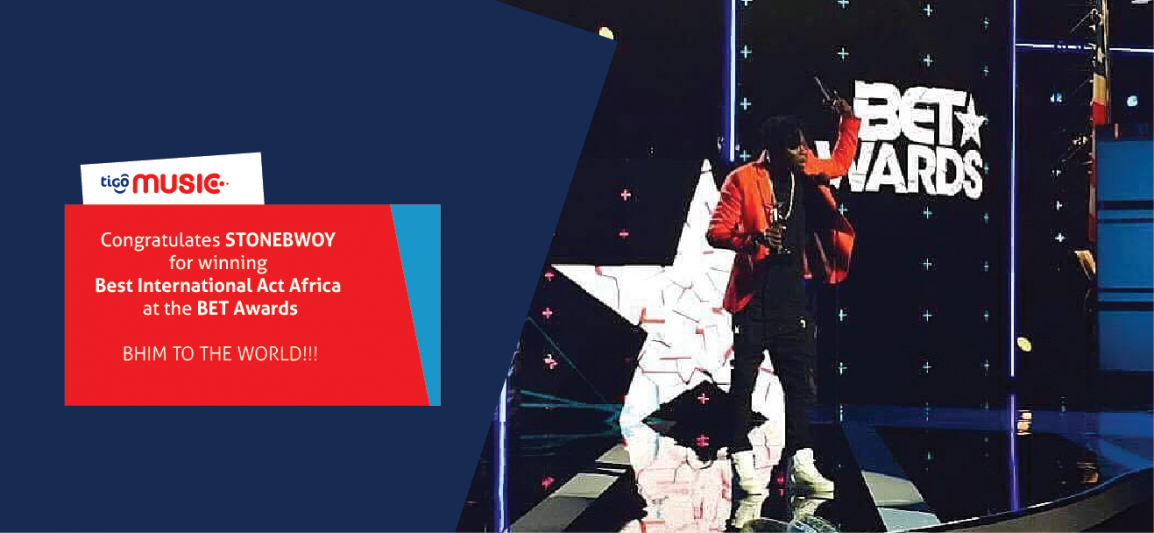 tigo MUSIC
Congratulates STONEBWOY
for winning
Best International Act Africa
at the BET Awards
BHIM TO THE WORLD!!!
BET
AWARDS